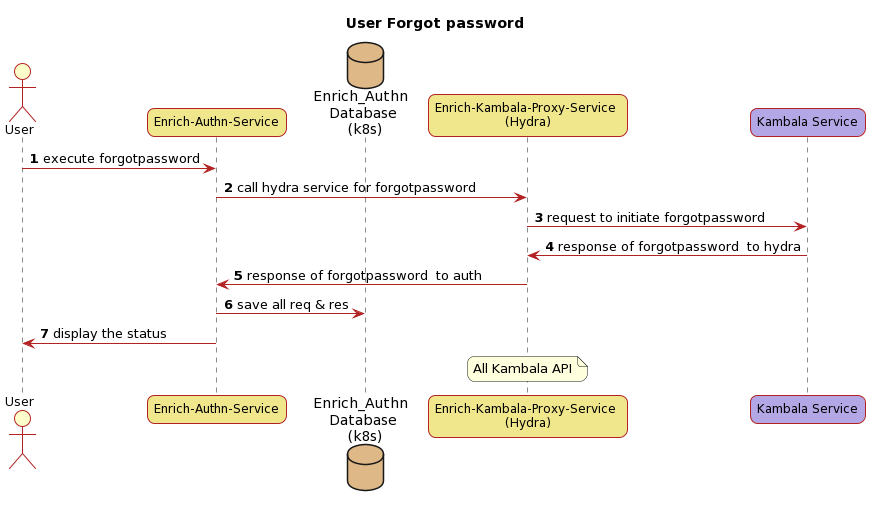 User Forgot password
User
Enrich-Authn-Service
Enrich_Authn
Database
(k8s)
Enrich-Kambala-Proxy-Service
(Hydra)
Kambala Service
1 execute forgotpassword
2 call hydra service for forgotpassword
3 request to initiate forgotpassword
4 response of forgotpassword  to hydra
5 response of forgotpassword  to auth
6 save all req & res
7 display the status
All Kambala API
User
Enrich-Authn-Service
Enrich_Authn
Database
(k8s)
Enrich-Kambala-Proxy-Service
(Hydra)
Kambala Service